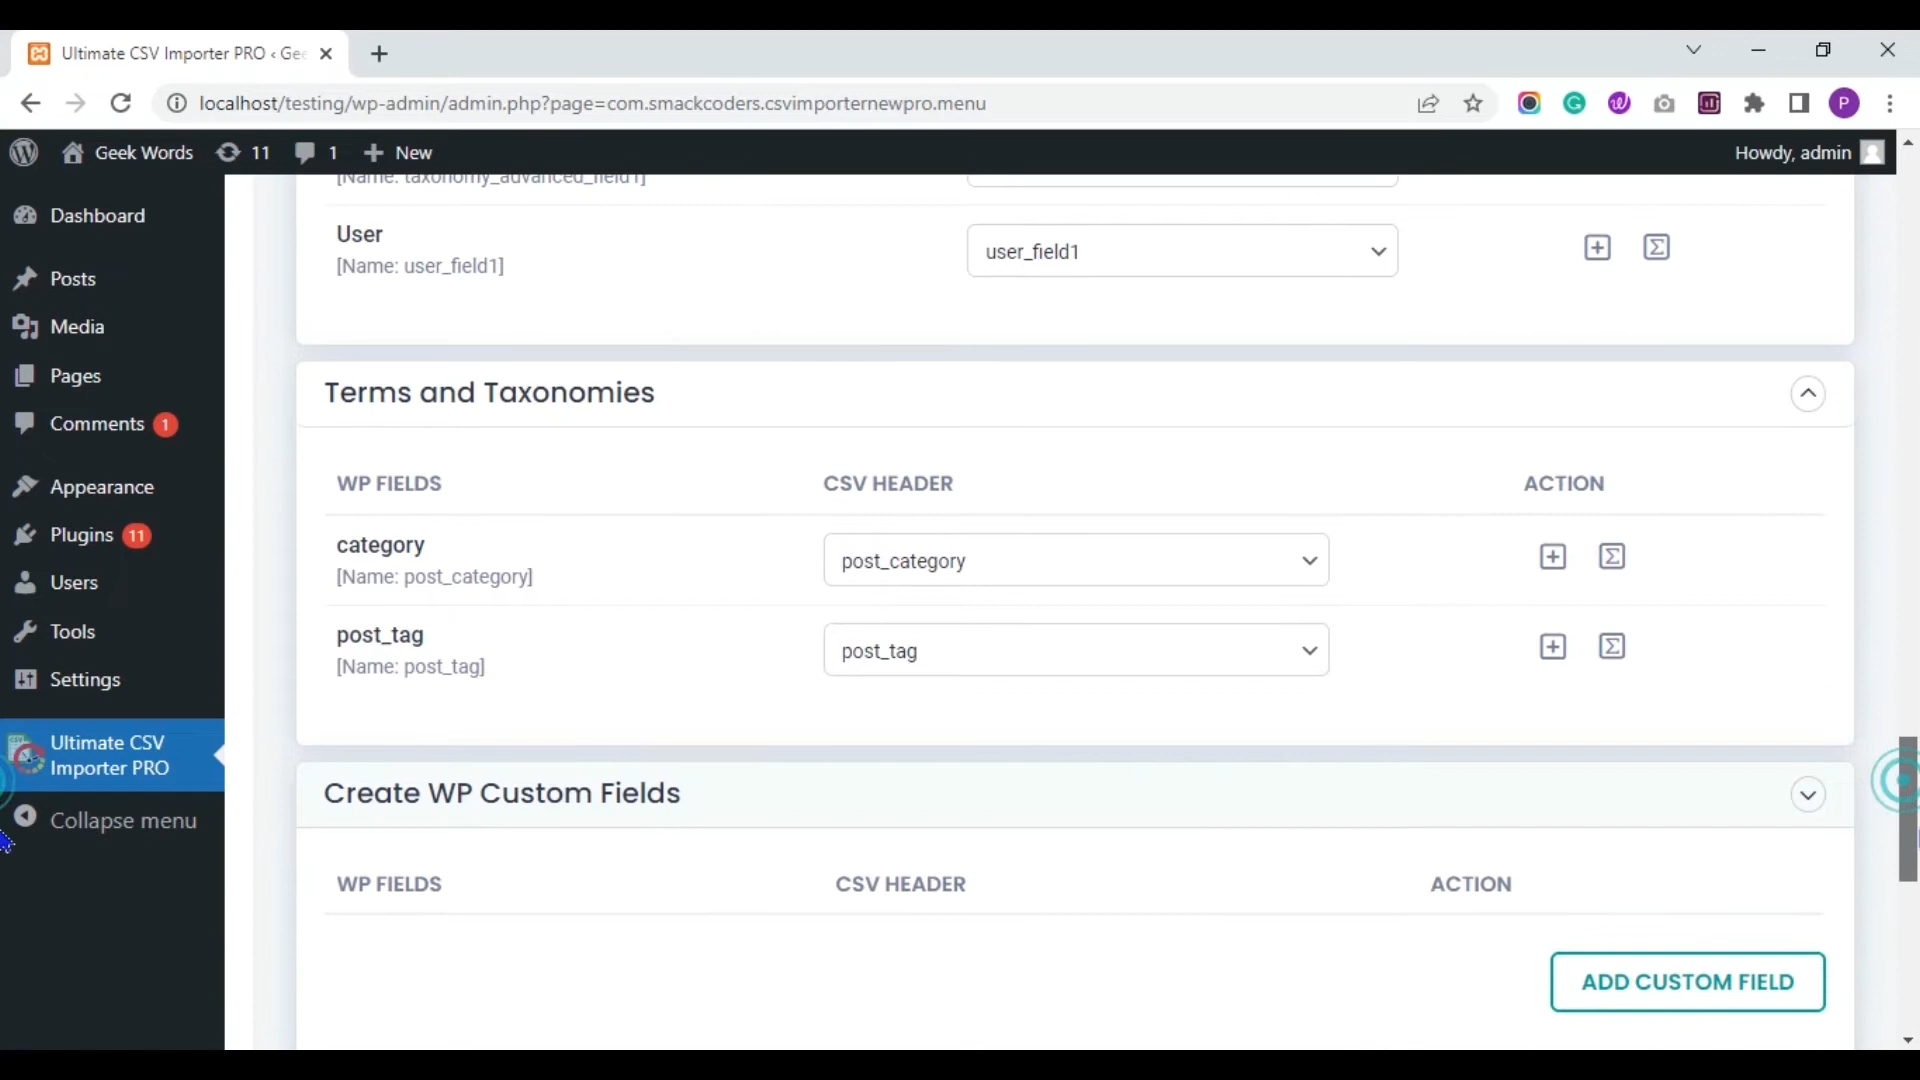 Ultimate CSV Importer PRO ‹ Gee
localhost/testing/wp-admin/admin.php?page=com.smackcoders.csvimporternewpro.menu
P
Geek Words
11
1
New
Howdy, admin
Dashboard
Posts
Media
Pages
Comments 1
Appearance
Plugins 11
Users
Tools
Settings
Ultimate CSV
Importer PRO
Collapse menu
[Name: taxonomy_advanced_field1]
User
[Name: user_field1]
user_field1
Terms and Taxonomies
WP FIELDS
CSV HEADER
ACTION
category
[Name: post_category]
post_category
post_tag
[Name: post_tag]
post_tag
Create WP Custom Fields
WP FIELDS
CSV HEADER
ACTION
ADD CUSTOM FIELD